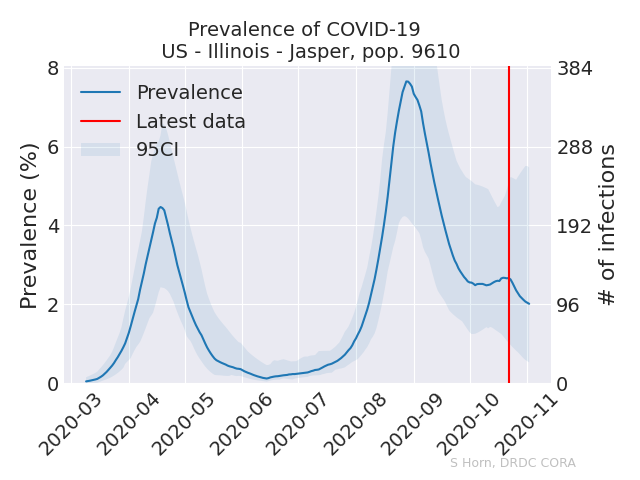 Prevalence of COVID-19
US - Illinois - Jasper, pop. 9610
Prevalence
Latest data
95CI
Prevalence (%)
8
6
4
2
0
384
288
192
96
0
# of infections
2020-03
2020-04
2020-05
2020-06
2020-07
2020-08
2020-09
2020-10
2020-11
S Horn, DRDC CORA